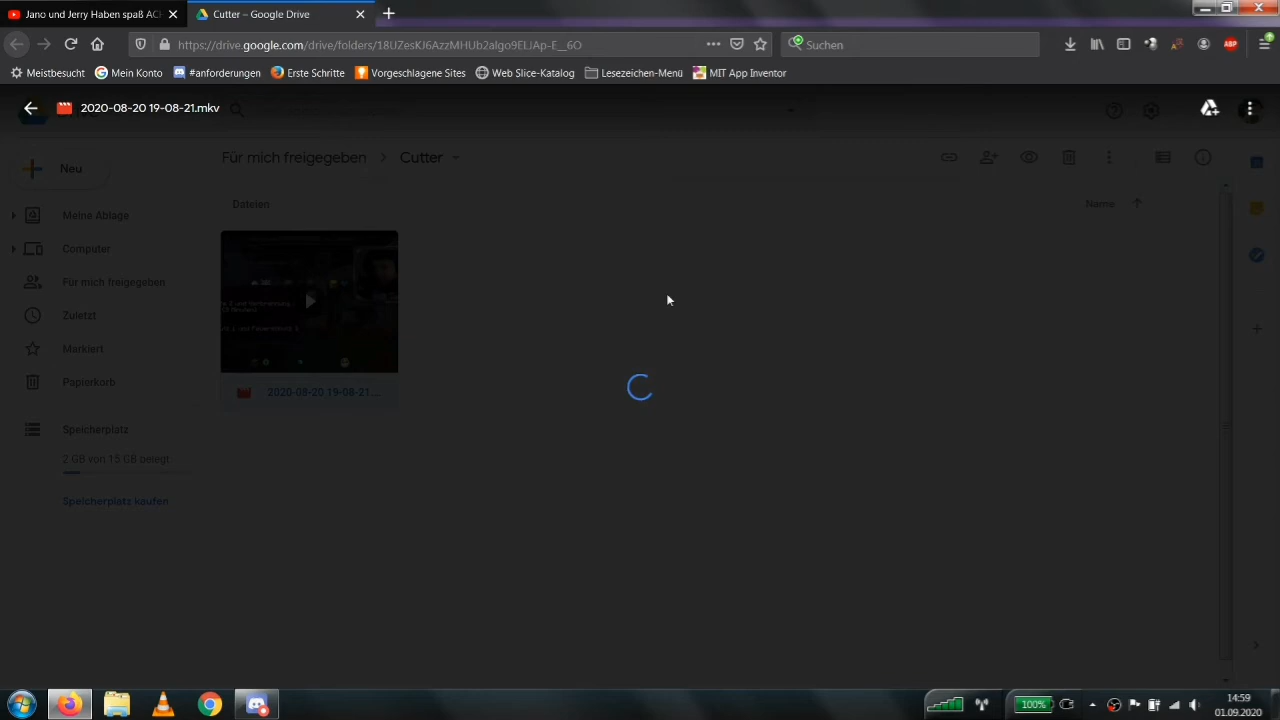 Jano und Jerry Haben spaß ACH
Cutter – Google Drive
https://drive.google.com/drive/folders/18UZesKJ6AzzMHUb2algo9ELJAp-E__6O
Suchen
ABP
Meistbesucht
Mein Konto
#anforderungen
Erste Schritte
Vorgeschlagene Sites
Web Slice-Katalog
Lesezeichen-Menü
MIT App Inventor
2020-08-20 19-08-21.mkv
Neu
Für mich freigegeben
Cutter
Dateien
Name
Meine Ablage
Computer
Für mich freigegeben
Zuletzt
Markiert
Papierkorb
2020-08-20 19-08-21....
Speicherplatz
2 GB von 15 GB belegt
Speicherplatz kaufen
100%
14:59
01.09.2020